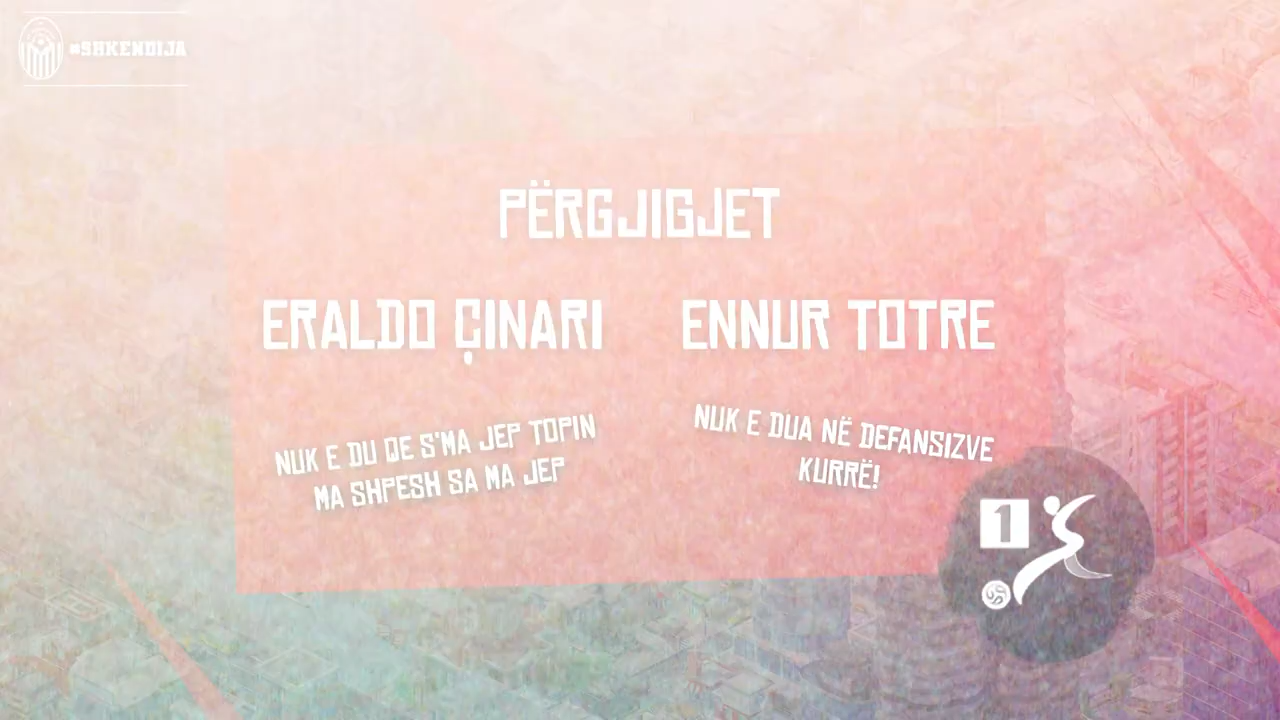 #SHKENDIJA
PËRGJIGJET
ERALDO ÇINARI
NUK E DU QE S'MA JEP TOPIN
MA SHPESH SA MA JEP
ENNUR TOTRE
NUK E DUA NË DEFANSIZVE
KURRË!
1